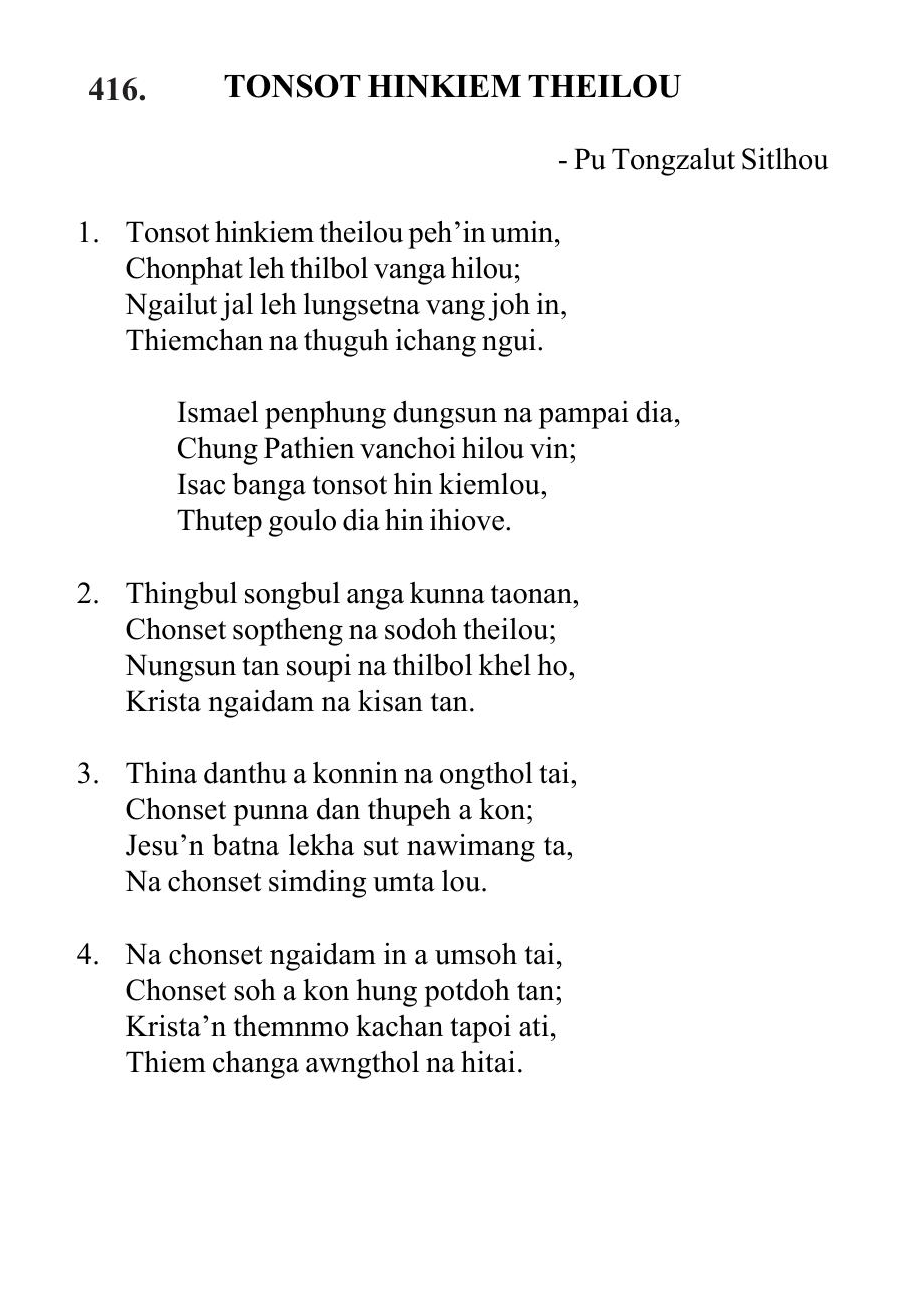 416. TONSOT HINKIEM THEILOU
- Pu Tongzalut Sitlhou
1. Tonsot hinkiem theilou peh’in umin,
Chonphat leh thilbol vanga hilou;
Ngailut jal leh lungsetna vang joh in,
Thiemchan na thuguh ichang ngui.
Ismael penphung dungsun na pampai dia,
Chung Pathien vanchoi hilou vin;
Isac banga tonsot hin kiemlou,
Thutep goulo dia hin ihiove.
2. Thingbul songbul anga kunna taonan,
Chonset soptheng na sodoh theilou;
Nungsun tan soupi na thilbol khel ho,
Krista ngaidam na kisan tan.
3. Thina danthu a konnin na ongthol tai,
Chonset punna dan thupeh a kon;
Jesu’n batna lekha sut nawimang ta,
Na chonset simding umta lou.
4. Na chonset ngaidam in a umsoh tai,
Chonset soh a kon hung potdoh tan;
Krista’n themnmo kachan tapoi ati,
Thiem changa awngthol na hitai.